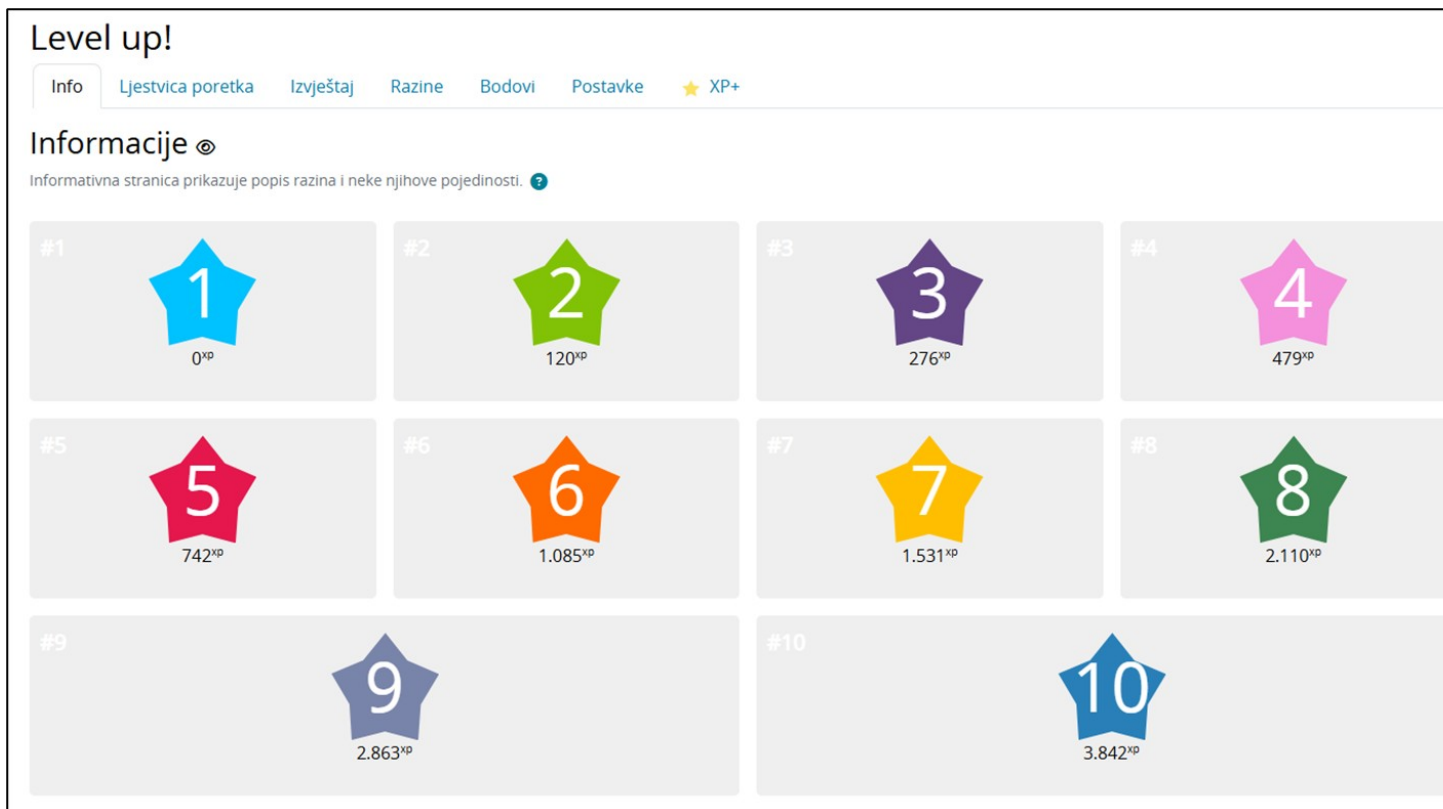 Level up!
Info Ljestvica poretka Izvještaj Razine Bodovi Postavke XP+
Informacije
Informativna stranica prikazuje popis razina i neke njihove pojedinosti. ?
#1 #2 #3 #4
1 2 3 4
0xp 120xp 276xp 479xp
#5 #6 #7 #8
5 6 7 8
742xp 1.085xp 1.531xp 2.110xp
#9 #10
9 10
2.863xp 3.842xp